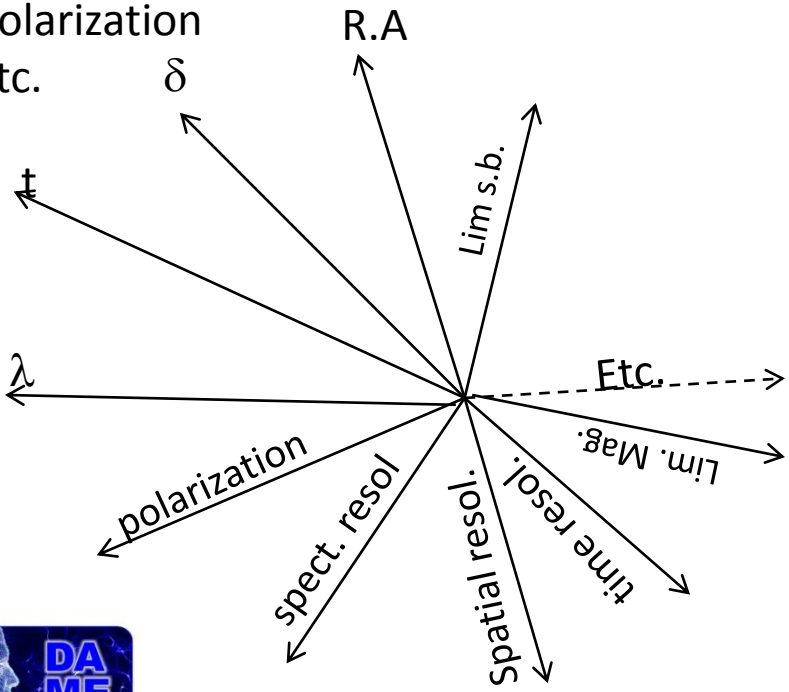 olarization
tc.
R.A
δ
t
Lim s.b.
λ
Etc.
Lim. Mag.
polarization
spect. resol
Spatial resol.
time resol.
DA
ME